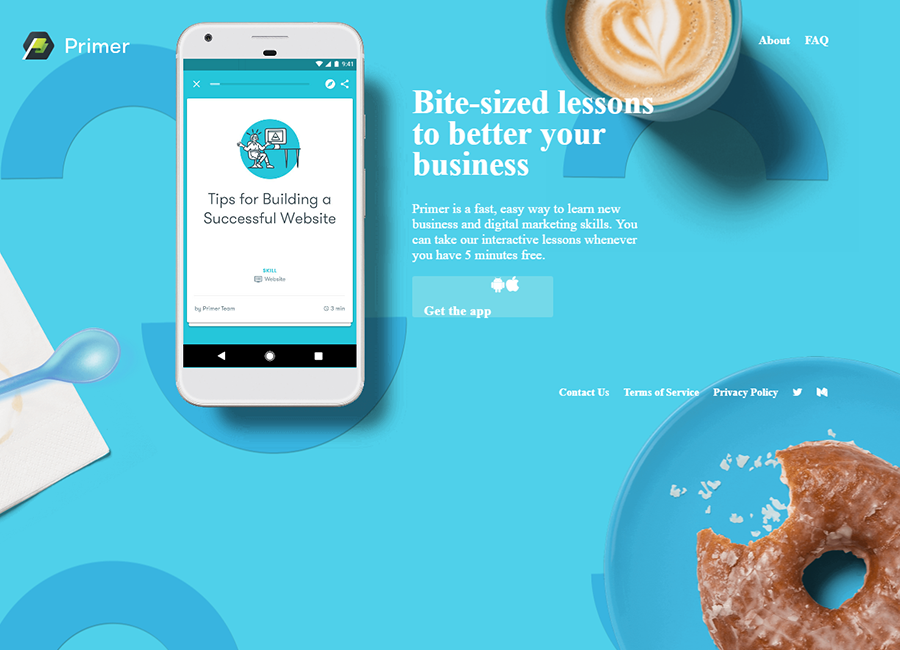 Primer
About
FAQ
9:41
Tips for Building a
Successful Website
SKILL
Website
by Primer Team
3 min
Bite-sized lessons
to better your
business
Primer is a fast, easy way to learn new
business and digital marketing skills. You
can take our interactive lessons whenever
you have 5 minutes free.
Get the app
Contact Us
Terms of Service
Privacy Policy